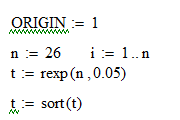 ORIGIN := 1
n := 26 i := 1..n
t := rexp(n,0.05)
t := sort(t)